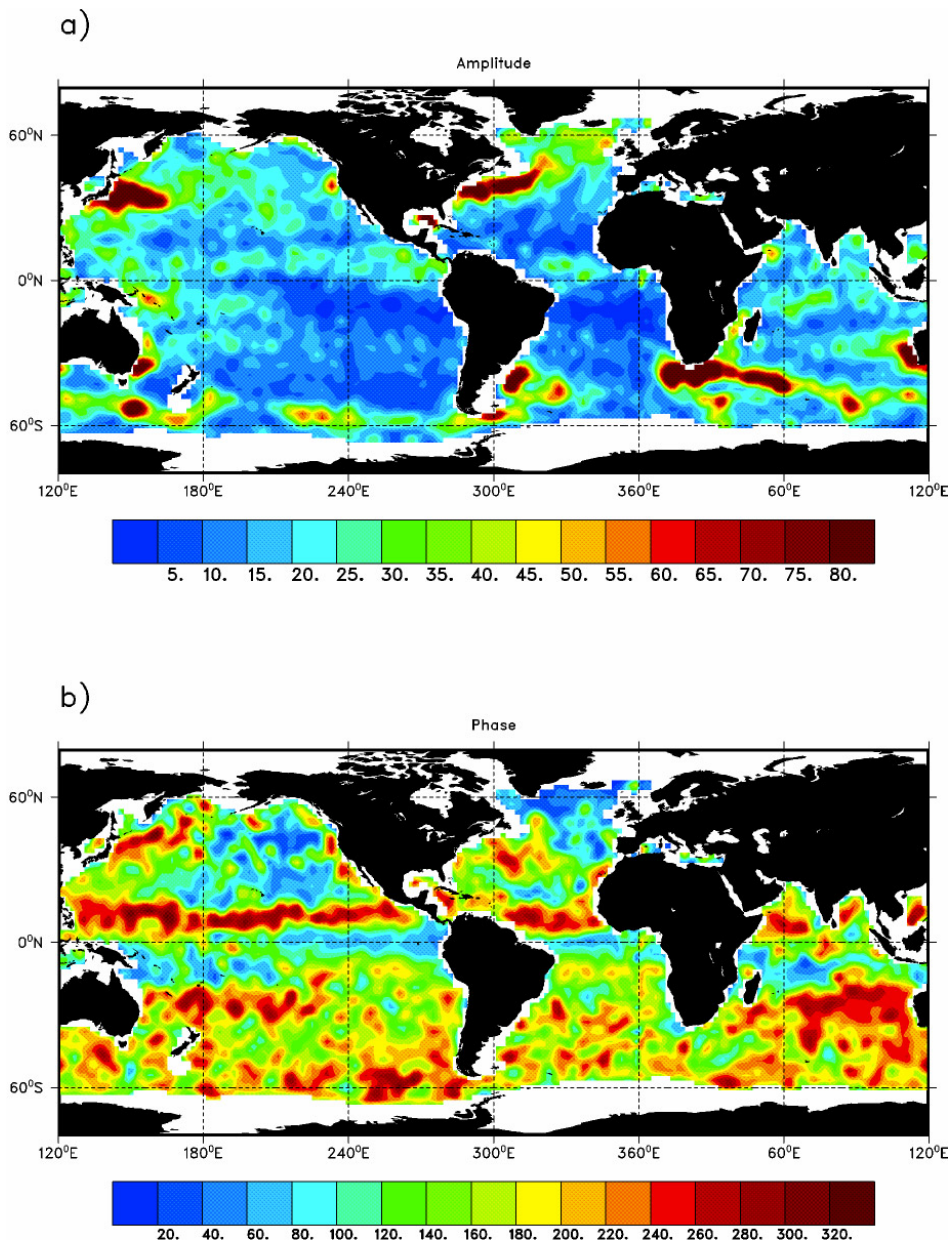 a)
Amplitude
60°N
0°N
60°S
120°E 180°E 240°E 300°E 360°E 60°E 120°E
5. 10. 15. 20. 25. 30. 35. 40. 45. 50. 55. 60. 65. 70. 75. 80.
b)
Phase
60°N
0°N
60°S
120°E 180°E 240°E 300°E 360°E 60°E 120°E
20. 40. 60. 80. 100. 120. 140. 160. 180. 200. 220. 240. 260. 280. 300. 320.